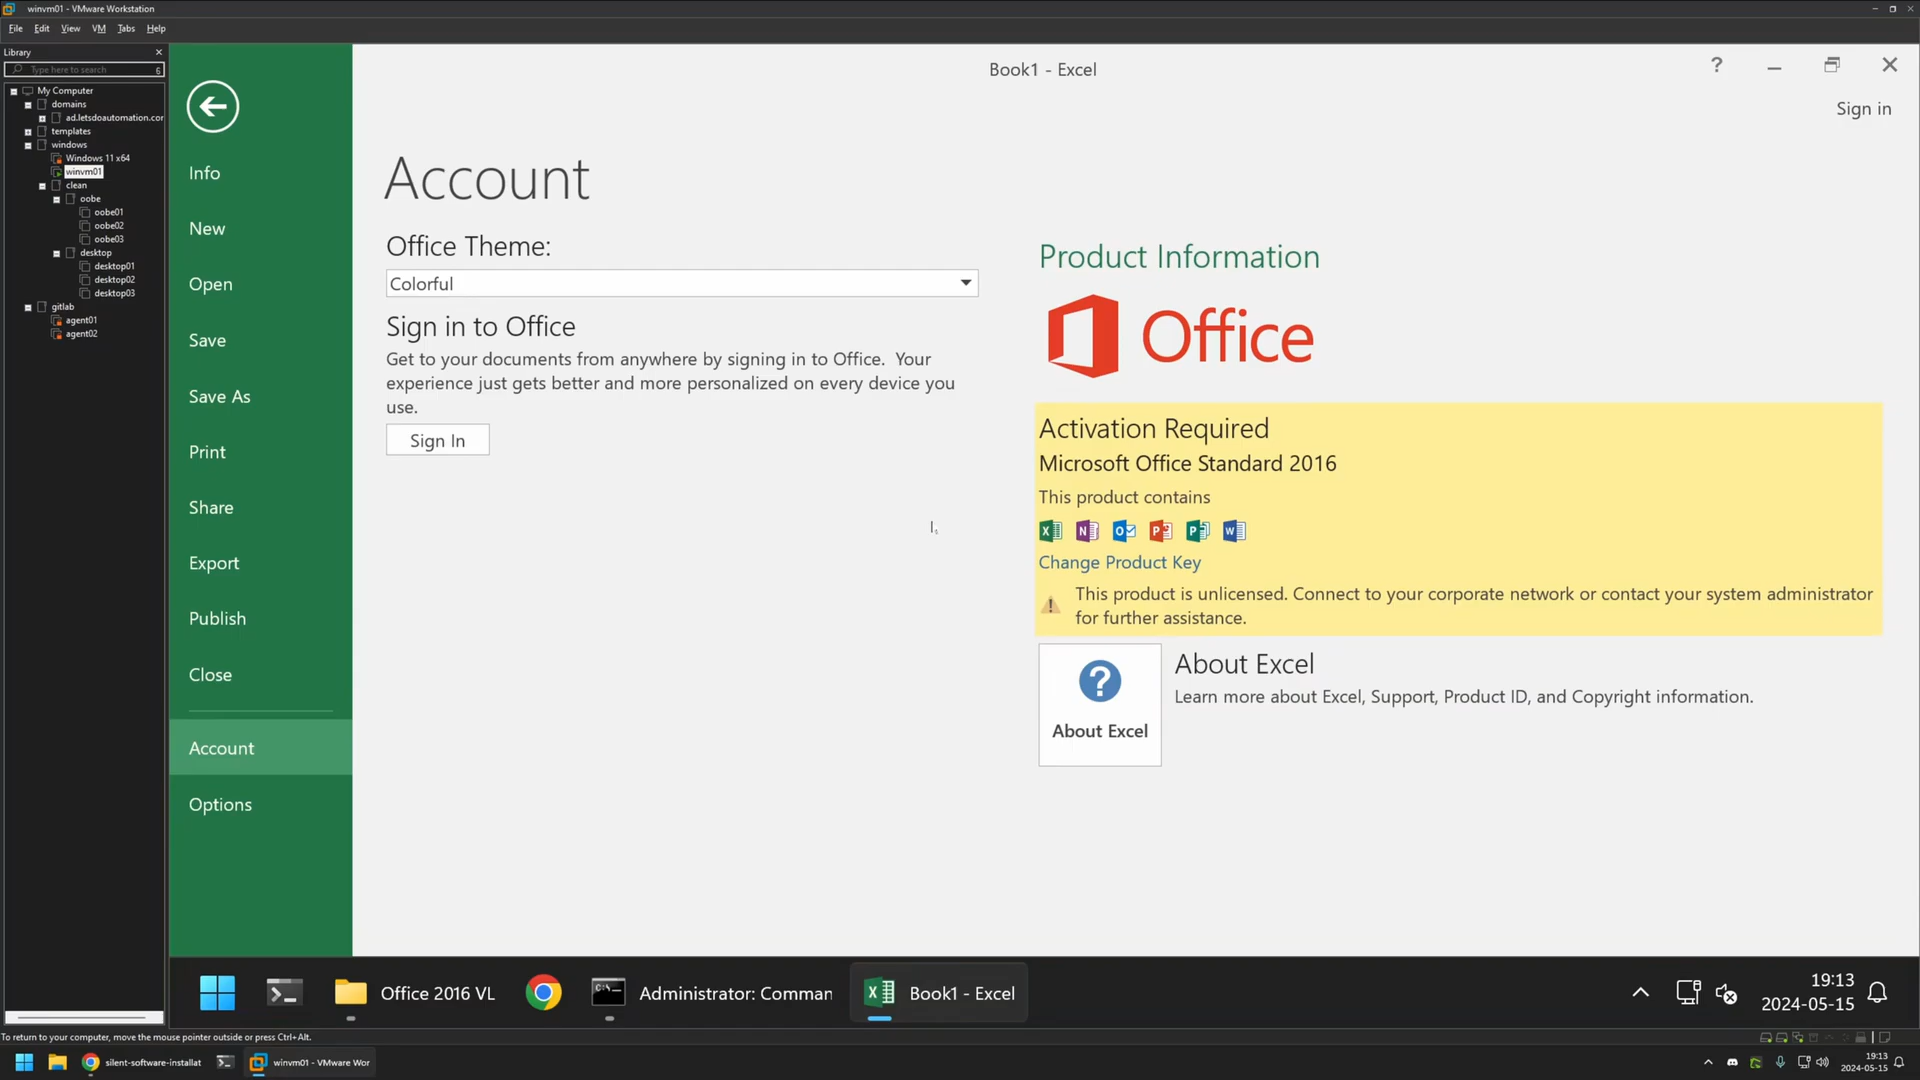 winvm01 - VMware Workstation
File Edit View VM Tabs Help
Library
Type here to search
My Computer
domains
ad.letsdoautomation.cor
templates
windows
Windows 11 x64
winvm01
clean
oobe
oobe01
oobe02
oobe03
desktop
desktop01
desktop02
desktop03
gitlab
agent01
agent02
Book1 - Excel
?
Sign in
Info
New
Open
Save
Save As
Print
Share
Export
Publish
Close
Account
Options
Account
Office Theme:
Colorful
Sign in to Office
Get to your documents from anywhere by signing in to Office. Your
experience just gets better and more personalized on every device you
use.
Sign In
Product Information
Office
Activation Required
Microsoft Office Standard 2016
This product contains
Change Product Key
This product is unlicensed. Connect to your corporate network or contact your system administrator
for further assistance.
About Excel
Learn more about Excel, Support, Product ID, and Copyright information.
?
About Excel
Office 2016 VL
Administrator: Comman
Book1 - Excel
19:13
2024-05-15
To return to your computer, move the mouse pointer outside or press Ctrl+Alt.
silent-software-installat
winvm01 - VMware Wor
19:13
2024-05-15